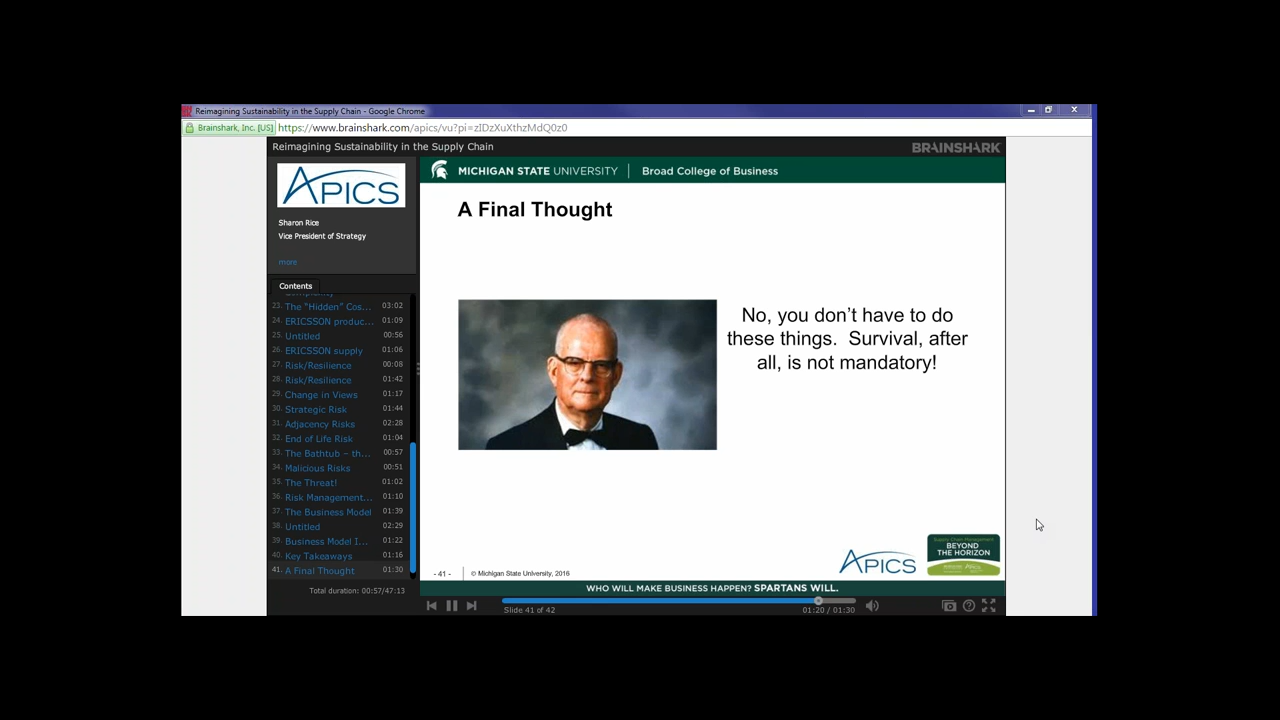 Reimagining Sustainability in the Supply Chain - Google Chrome
Brainshark, Inc. [US]
https://www.brainshark.com/apics/vu?pi=zIDzXuXthzMdQ0z0
Reimagining Sustainability in the Supply Chain
BRAINSHARK
APICS
Sharon Rice
Vice President of Strategy
more
Contents
23. The "Hidden" Cos... 03:02
24. ERICSSON produc... 01:09
25. Untitled 00:56
26. ERICSSON supply 01:06
27. Risk/Resilience 00:08
28. Risk/Resilience 01:42
29. Change in Views 01:17
30. Strategic Risk 01:44
31. Adjacency Risks 02:28
32. End of Life Risk 01:04
33. The Bathtub – th... 00:57
34. Malicious Risks 00:51
35. The Threat! 01:02
36. Risk Management... 01:10
37. The Business Model 01:39
38. Untitled 02:29
39. Business Model I... 01:22
40. Key Takeaways 01:16
41. A Final Thought 01:30
Total duration: 00:57/47:13
MICHIGAN STATE UNIVERSITY | Broad College of Business
A Final Thought
No, you don't have to do
these things.  Survival, after
all, is not mandatory!
- 41 -
© Michigan State University, 2016
APICS
Supply Chain Management
BEYOND
THE HORIZON
WHO WILL MAKE BUSINESS HAPPEN? SPARTANS WILL.
Slide 41 of 42
01:20 / 01:30